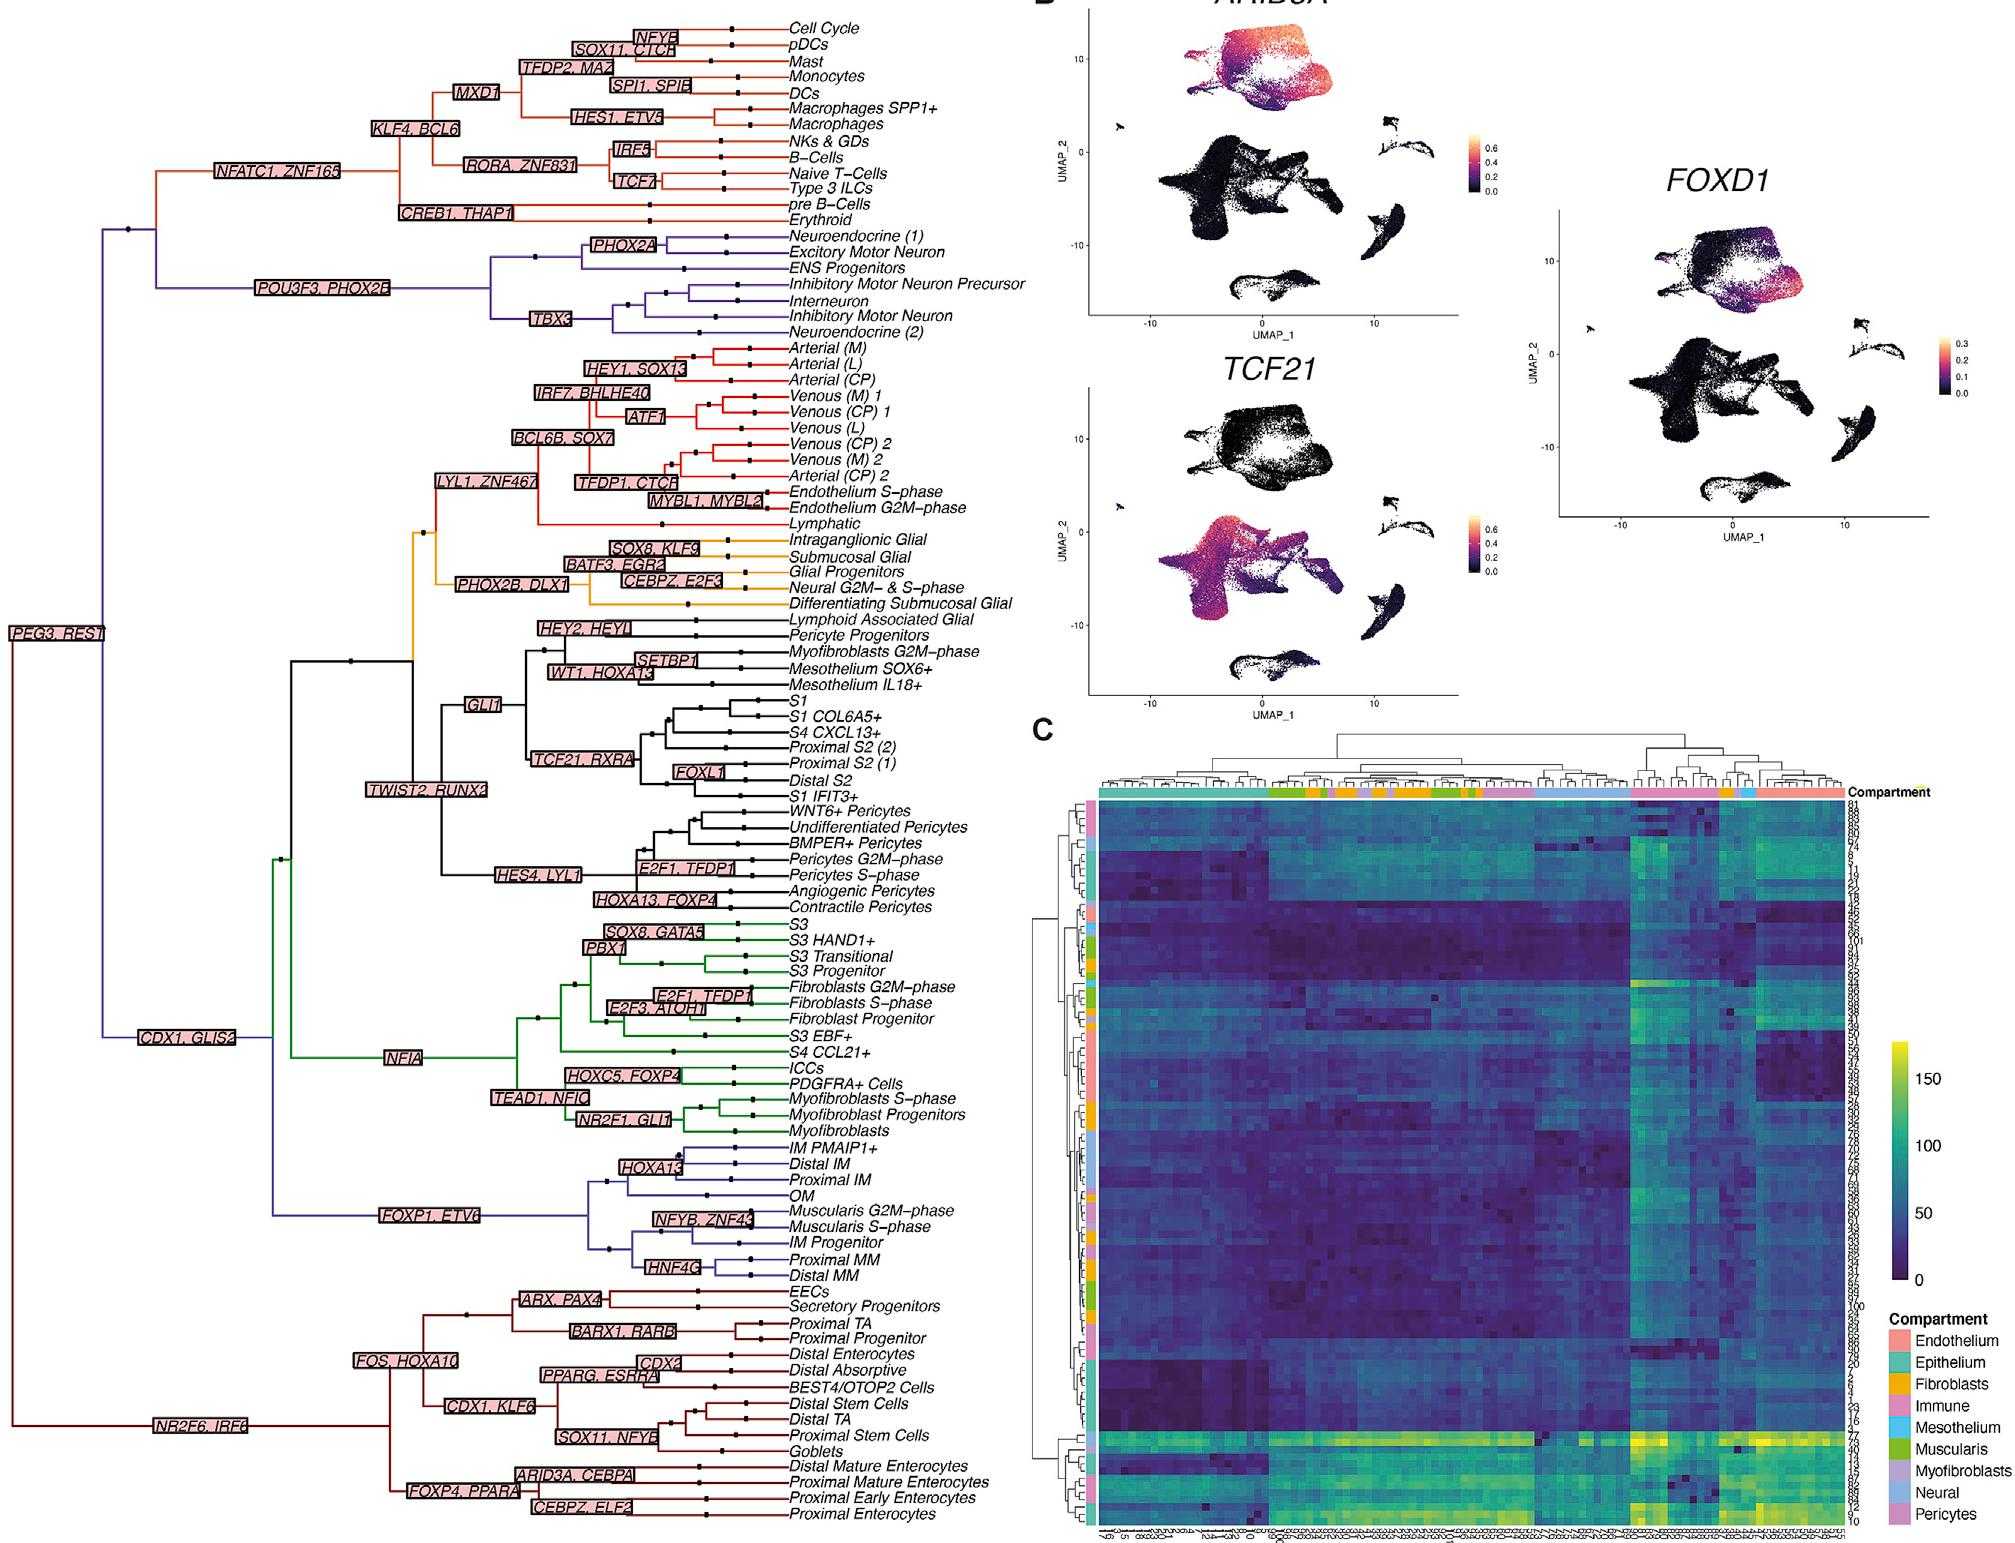 NFYB
SOX11, CTCF
TFDP2, MAZ
SPI1, SPIB
MXD1
HES1, ETV5
KLF4, BCL6
IRF5
RORA, ZNF831
NFATC1, ZNF165
TCF7
CREB1, THAP1
PHOX2A
POU3F3, PHOX2B
TBX3
HEY1, SOX13
IRF7, BHLHE40
ATF1
BCL6B, SOX7
LYL1, ZNF467
TFDP1, CTCF
MYBL1, MYBL2
SOX8, KLF9
BATF3, EGR2
CEBPZ, E2F3
PHOX2B, DLX1
HEY2, HEYL
PEG3, REST
SETBP1
WT1, HOXA13
GLI1
TCF21, RXRA
FOXL1
TWIST2, RUNX2
E2F1, TFDP1
HES4, LYL1
HOXA13, FOXP4
SOX8, GATA5
PBX1
E2F1, TFDP1
E2F3, ATOH1
CDX1, GLIS2
NFIA
HOXC5, FOXP4
TEAD1, NFIC
NR2F1, GLI1
HOXA13
FOXP1, ETV6
NFYB, ZNF43
HNF4G
ARX, PAX4
BARX1, RARB
FOS, HOXA10
CDX2
PPARG, ESRRA
CDX1, KLF6
NR2F6, IRF6
SOX11, NFYB
ARID3A, CEBPA
FOXP4, PPARA
CEBPZ, ELF2
Cell Cycle
pDCs
Mast
Monocytes
DCs
Macrophages SPP1+
Macrophages
NKs & GDs
B−Cells
Naive T−Cells
Type 3 ILCs
pre B−Cells
Erythroid
Neuroendocrine (1)
Excitory Motor Neuron
ENS Progenitors
Inhibitory Motor Neuron Precursor
Interneuron
Inhibitory Motor Neuron
Neuroendocrine (2)
Arterial (M)
Arterial (L)
Arterial (CP)
Venous (M) 1
Venous (CP) 1
Venous (L)
Venous (CP) 2
Venous (M) 2
Arterial (CP) 2
Endothelium S−phase
Endothelium G2M−phase
Lymphatic
Intraganglionic Glial
Submucosal Glial
Glial Progenitors
Neural G2M− & S−phase
Differentiating Submucosal Glial
Lymphoid Associated Glial
Pericyte Progenitors
Myofibroblasts G2M−phase
Mesothelium SOX6+
Mesothelium IL18+
S1
S1 COL6A5+
S4 CXCL13+
Proximal S2 (2)
Proximal S2 (1)
Distal S2
S1 IFIT3+
WNT6+ Pericytes
Undifferentiated Pericytes
BMPER+ Pericytes
Pericytes G2M−phase
Pericytes S−phase
Angiogenic Pericytes
Contractile Pericytes
S3
S3 HAND1+
S3 Transitional
S3 Progenitor
Fibroblasts G2M−phase
Fibroblasts S−phase
Fibroblast Progenitor
S3 EBF+
S4 CCL21+
ICCs
PDGFRA+ Cells
Myofibroblasts S−phase
Myofibroblast Progenitors
Myofibroblasts
IM PMAIP1+
Distal IM
Proximal IM
OM
Muscularis G2M−phase
Muscularis S−phase
IM Progenitor
Proximal MM
Distal MM
EECs
Secretory Progenitors
Proximal TA
Proximal Progenitor
Distal Enterocytes
Distal Absorptive
BEST4/OTOP2 Cells
Distal Stem Cells
Distal TA
Proximal Stem Cells
Goblets
Distal Mature Enterocytes
Proximal Mature Enterocytes
Proximal Early Enterocytes
Proximal Enterocytes
B
ARID3A
UMAP_2
10
0
-10
-10 0 10
UMAP_1
0.6
0.4
0.2
0.0
FOXD1
UMAP_2
10
0
-10
-10 0 10
UMAP_1
0.3
0.2
0.1
0.0
TCF21
UMAP_2
10
0
-10
-10 0 10
UMAP_1
0.6
0.4
0.2
0.0
C
Compartment
150
100
50
0
Compartment
Endothelium
Epithelium
Fibroblasts
Immune
Mesothelium
Muscularis
Myofibroblasts
Neural
Pericytes